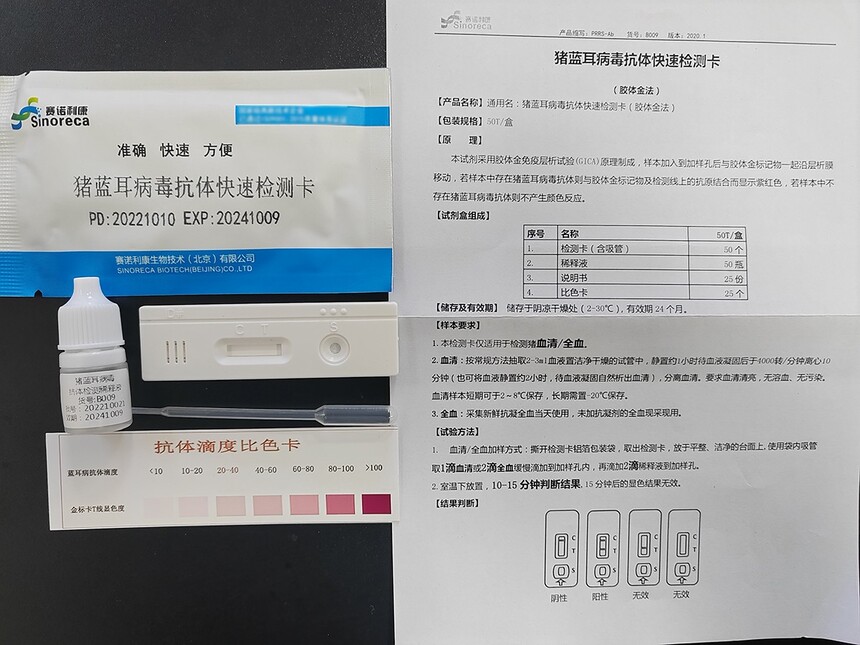 赛诺利康
Sinoreca
准确 快速 方便
猪蓝耳病毒抗体快速检测卡
PD:20221010 EXP:20241009
赛诺利康生物技术(北京)有限公司
SINORECA BIOTECH(BEIJING)CO.,LTD
C T S
猪蓝耳病毒
抗体检测稀释液
货号:B009
20221002
20241009
抗体滴度比色卡
蓝耳病抗体滴度 <10 10-20 20-40 40-60 60-80 80-100 >100
金标卡T线显色度
赛诺利康
Sinoreca
产品缩写:PRRS-Ab 货号:B009 版本:2020.1
猪蓝耳病毒抗体快速检测卡
(胶体金法)
【产品名称】通用名:猪蓝耳病毒抗体快速检测卡(胶体金法)
【包装规格】50T/盒
【原 理】
本试剂采用胶体金免疫层析试验(GICA)原理制成,样本加入到加样孔后与胶体金标记物一起沿层析膜
移动,若样本中存在猪蓝耳病毒抗体则与胶体金标记物及检测线上的抗原结合而显示紫红色,若样本中不
存在猪蓝耳病毒抗体则不产生颜色反应。
【试剂盒组成】
序号 名称 50T/盒
1. 检测卡(含吸管) 50个
2. 稀释液 50瓶
3. 说明书 25份
4. 比色卡 25个
【储存及有效期】 储存于阴凉干燥处(2-30℃),有效期24个月。
【样本要求】
1.本检测卡仅适用于检测猪血清/全血。
2.血清:按常规方法抽取2-3ml血液置洁净干燥的试管中,静置约1小时待血液凝固后于4000转/分钟离心10
分钟(也可将血液静置约2小时,待血液凝固自然析出血清),分离血清。要求血清清亮,无溶血、无污染。
血清样本短期可于2~8℃保存,长期需置-20℃保存。
3.全血:采集新鲜抗凝全血当天使用,未加抗凝剂的全血现采现用。
【试验方法】
1. 血清/全血加样方式:撕开检测卡铝箔包装袋,取出检测卡,放于平整、洁净的台面上,使用袋内吸管
取1滴血清或2滴全血缓慢滴加到加样孔内,再滴加2滴稀释液到加样孔。
2.室温下放置,10-15分钟判断结果,15分钟后的显色结果无效。
【结果判断】
C C C C
T T T T
S S S S
阴性 阳性 无效 无效